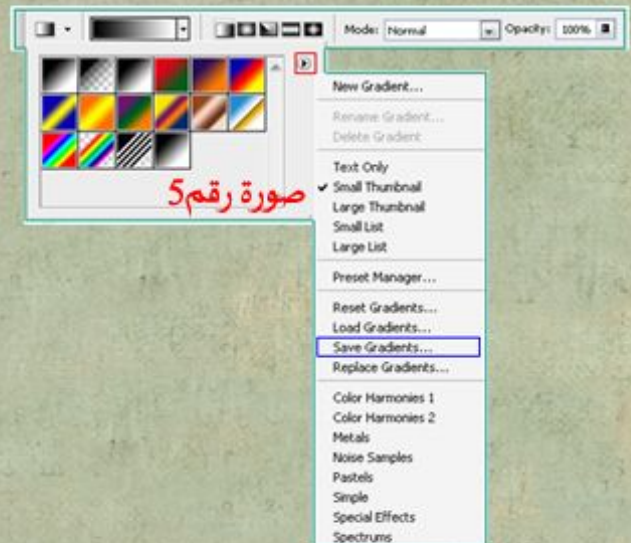 Mode: Normal Opacity: 100%
New Gradient...
Rename Gradient...
Delete Gradient
Text Only
Small Thumbnail
صورة رقم5
Large Thumbnail
Small List
Large List
Preset Manager...
Reset Gradients...
Load Gradients...
Save Gradients...
Replace Gradients...
Color Harmonies 1
Color Harmonies 2
Metals
Noise Samples
Pastels
Simple
Special Effects
Spectrums